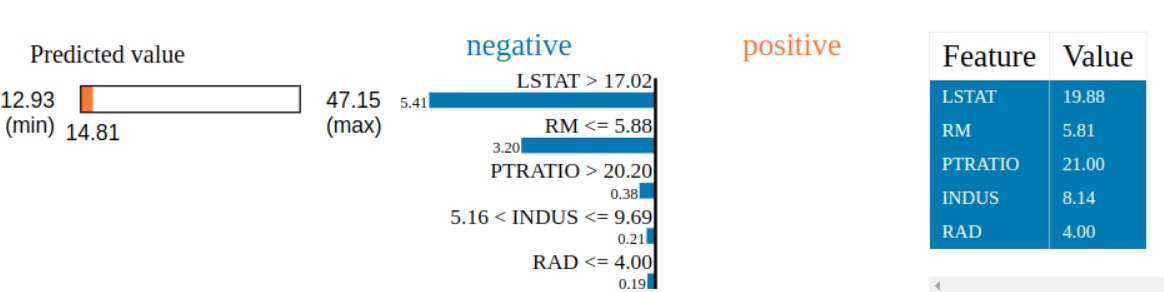 Predicted value
12.93
(min)
14.81
47.15
(max)
negative
positive
LSTAT > 17.02
5.41
RM <= 5.88
3.20
PTRATIO > 20.20
0.38
5.16 < INDUS <= 9.69
0.21
RAD <= 4.00
0.19
Feature Value
LSTAT 19.88
RM 5.81
PTRATIO 21.00
INDUS 8.14
RAD 4.00